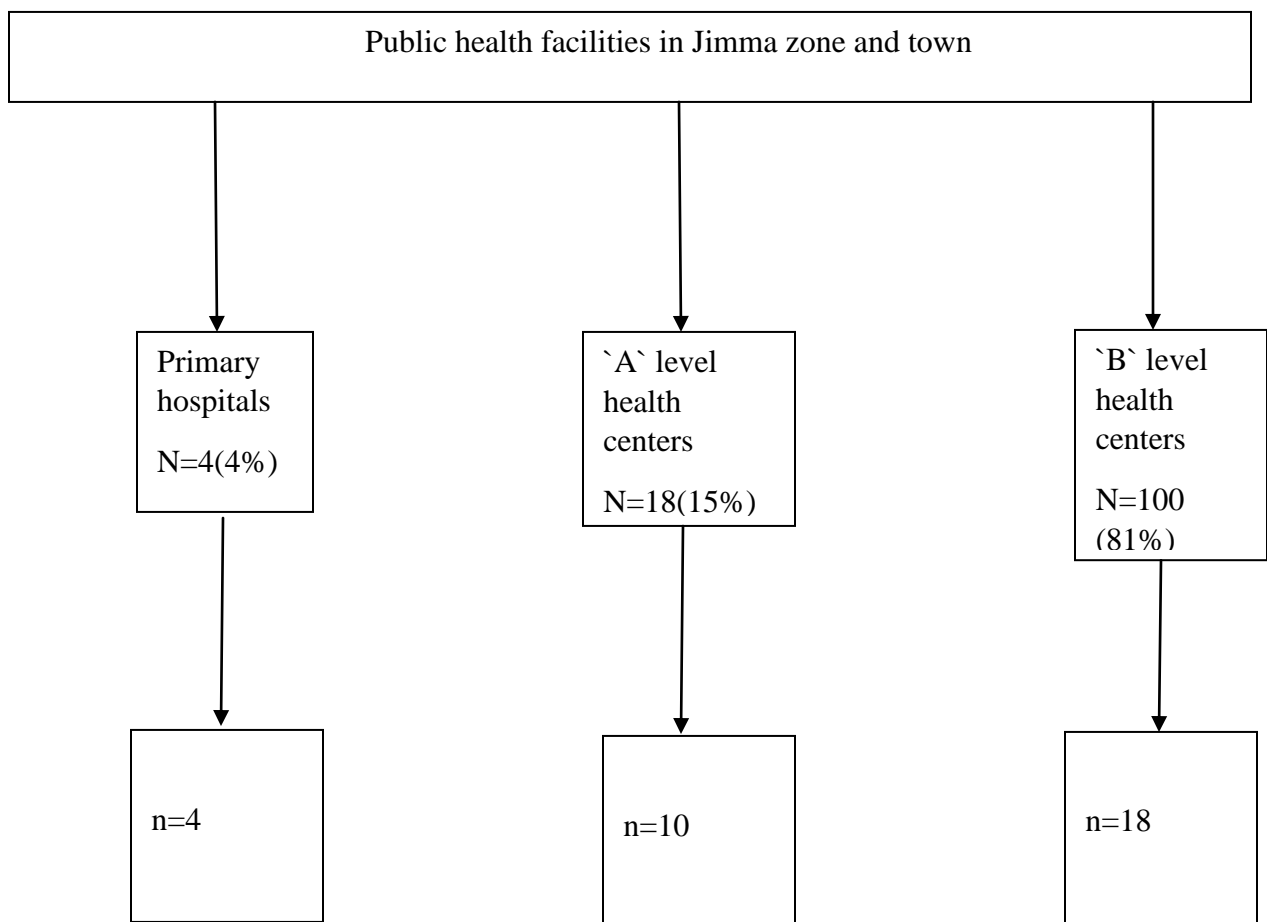 Public health facilities in Jimma zone and town
Primary
hospitals
N=4(4%)
`A` level
health
centers
N=18(15%)
`B` level
health
centers
N=100
(81%)
n=4
n=10
n=18